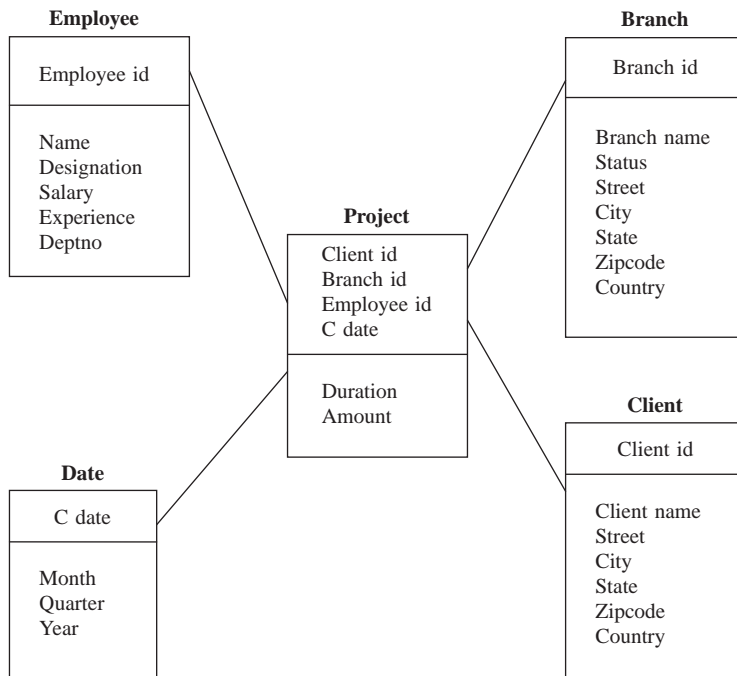 Employee
Employee id
Name
Designation
Salary
Experience
Deptno
Branch
Branch id
Branch name
Status
Street
City
State
Zipcode
Country
Project
Client id
Branch id
Employee id
C date
Duration
Amount
Date
C date
Month
Quarter
Year
Client
Client id
Client name
Street
City
State
Zipcode
Country